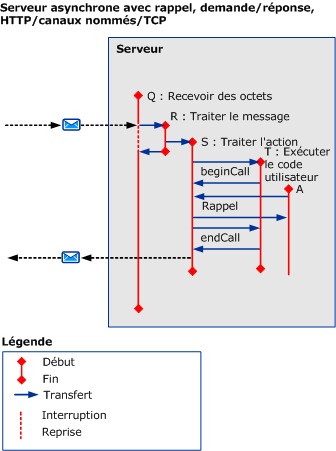 Serveur asynchrone avec rappel, demande/réponse,
HTTP/canaux nommés/TCP
Serveur
Q : Recevoir des octets
R : Traiter le message
S : Traiter l'action
T : Exécuter
le code
utilisateur
beginCall
A
Rappel
endCall
Légende
Début
Fin
Transfert
Interruption
Reprise